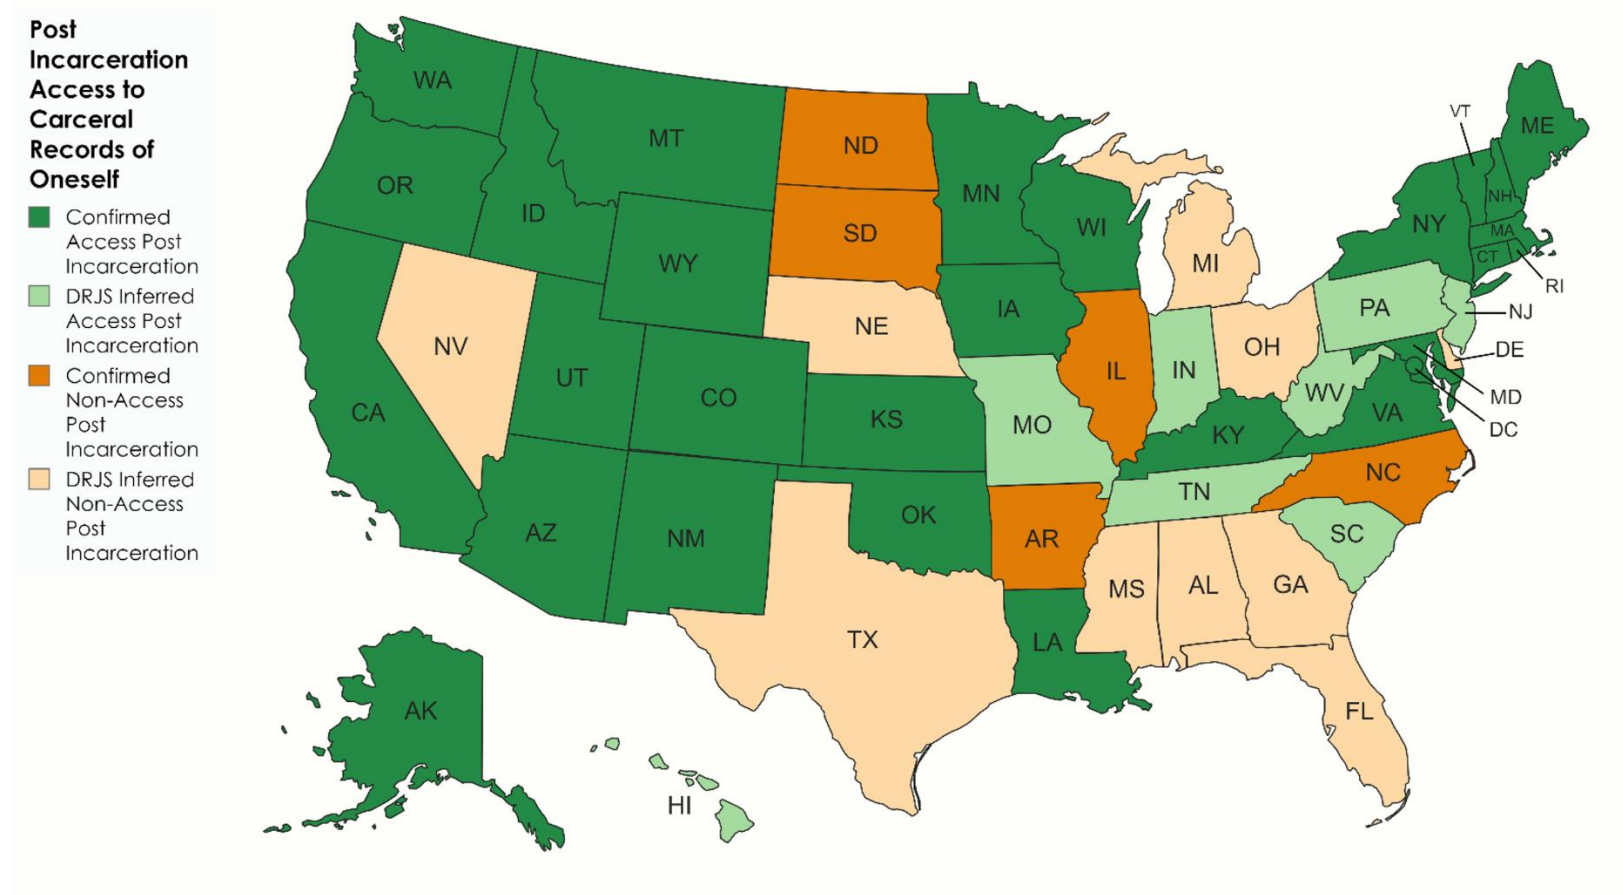 Post
Incarceration
Access to
Carceral
Records of
Oneself
Confirmed
Access Post
Incarceration
DRJS Inferred
Access Post
Incarceration
Confirmed
Non-Access
Post
Incarceration
DRJS Inferred
Non-Access
Post
Incarceration
WA
MT
ND
MN
VT
ME
OR
ID
SD
WI
NY
NH
MA
CT
RI
WY
MI
IA
PA
NJ
NV
NE
OH
DE
UT
CO
IL
IN
WV
MD
CA
KS
MO
KY
VA
DC
AZ
NM
OK
AR
TN
NC
SC
MS
AL
GA
TX
LA
FL
AK
HI